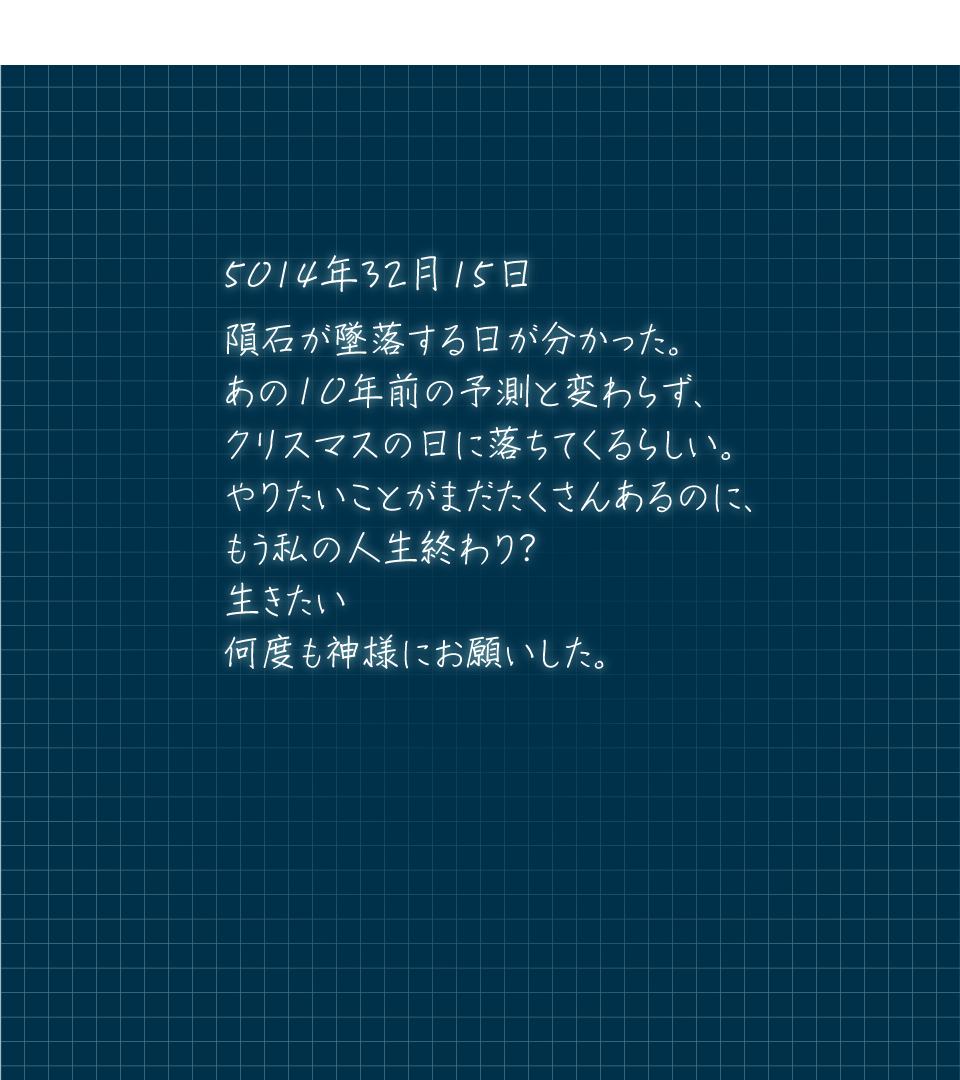 5014年32月15日
隕石が墜落する日が分かった。
あの10年前の予測と変わらず、
クリスマスの日に落ちてくるらしい。
やりたいことがまだたくさんあるのに、
もう私の人生終わり?
生きたい
何度も神様にお願いした。